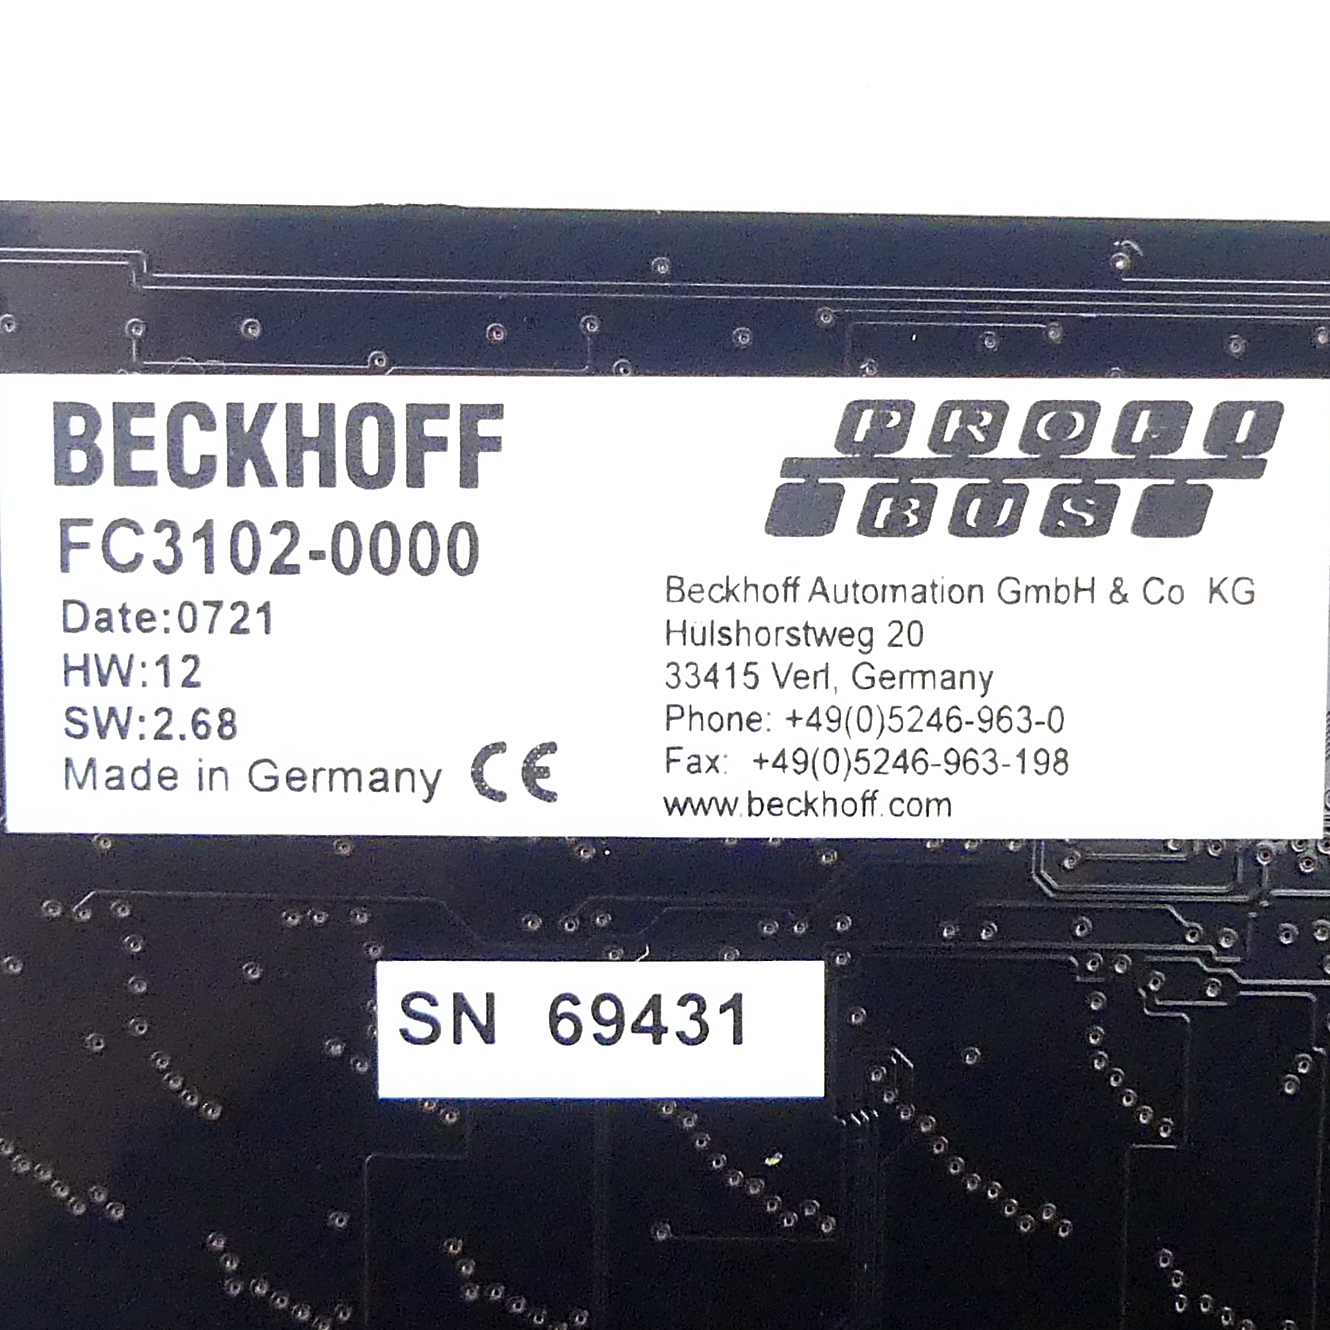 BECKHOFF
FC3102-0000
Date:0721
HW:12
SW:2.68
Made in Germany CE
PROFI
BUS
Beckhoff Automation GmbH & Co KG
Hülshorstweg 20
33415 Verl, Germany
Phone: +49(0)5246-963-0
Fax: +49(0)5246-963-198
www.beckhoff.com
SN 69431